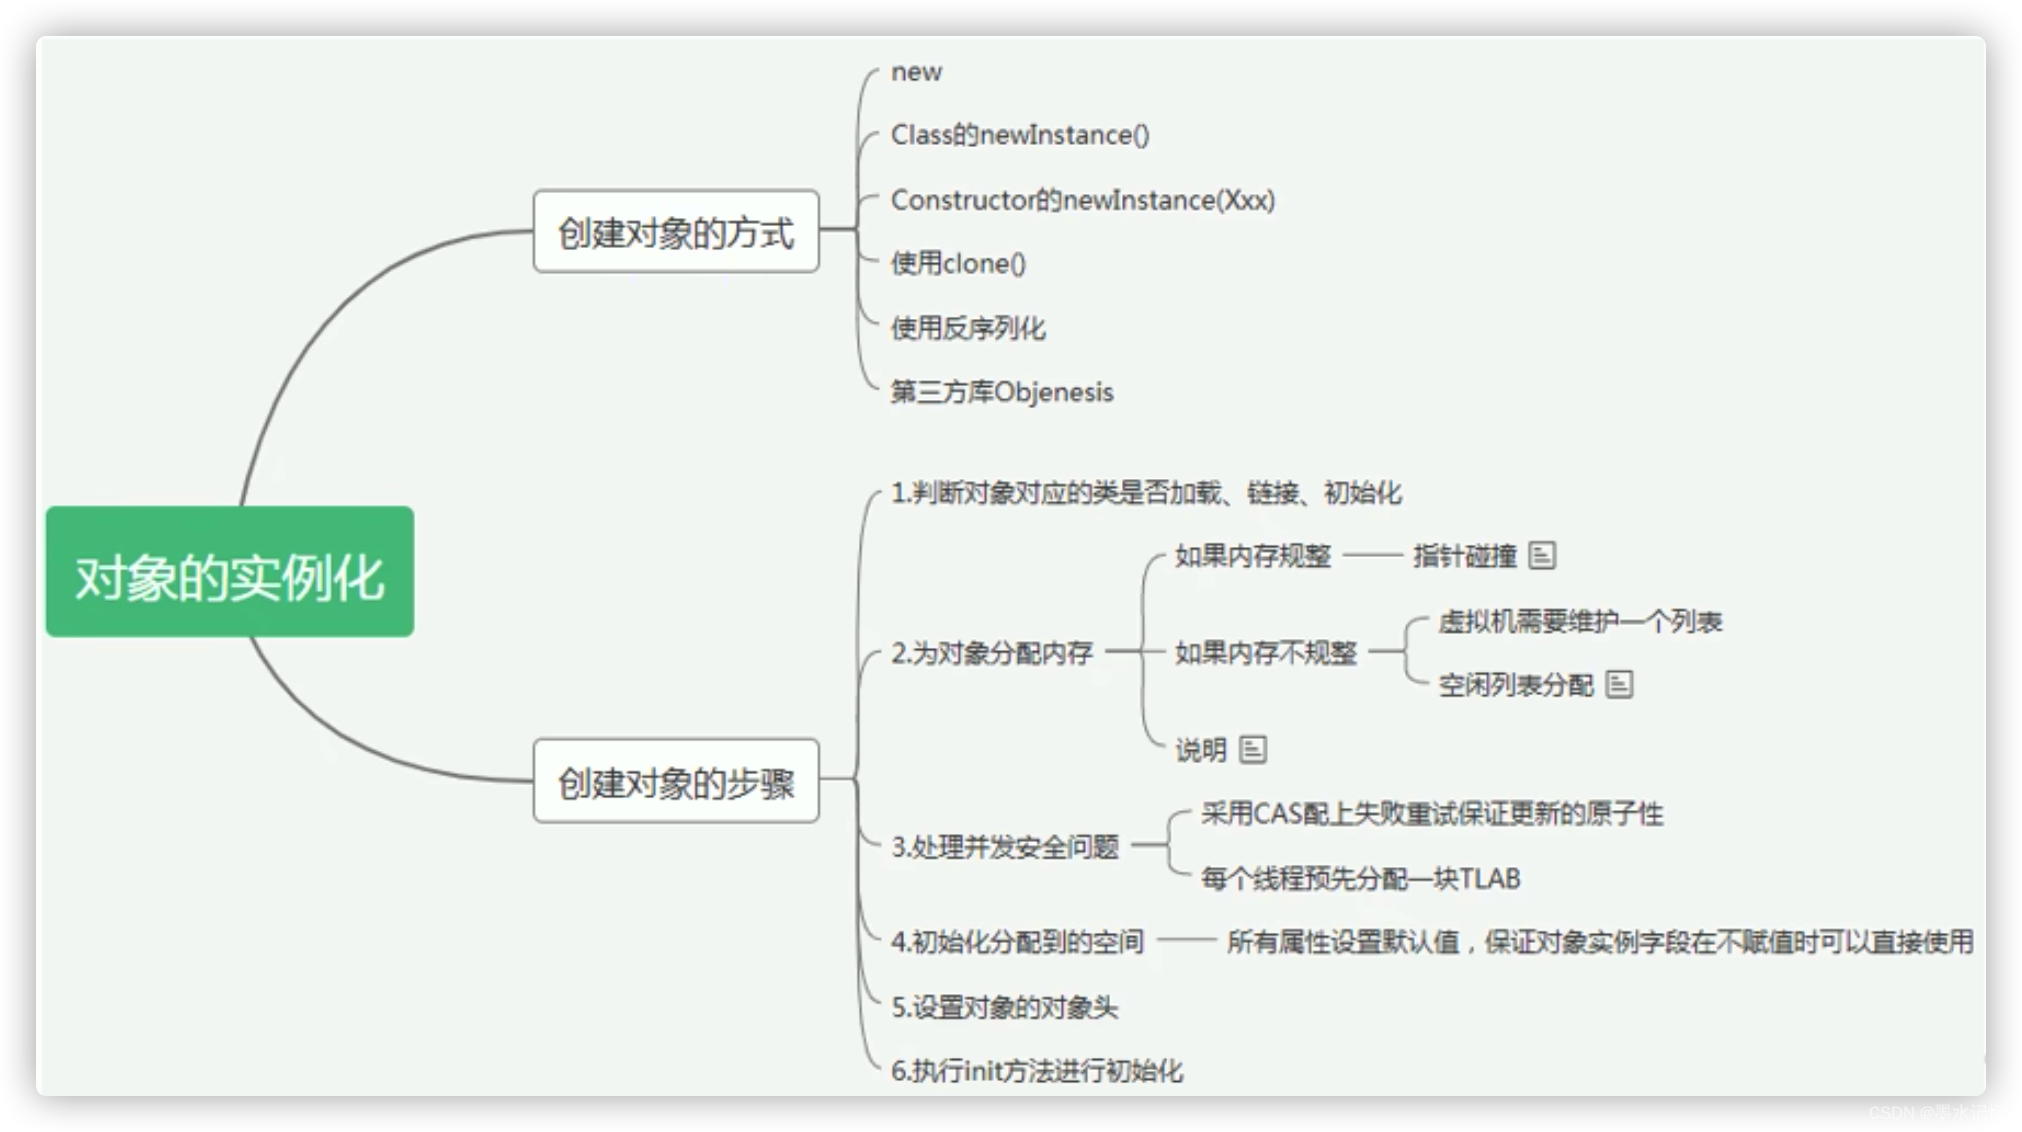 new
Class的newInstance()
Constructor的newInstance(Xxx)
创建对象的方式
使用clone()
使用反序列化
第三方库Objenesis
对象的实例化
1.判断对象对应的类是否加载、链接、初始化
如果内存规整
指针碰撞
虚拟机需要维护一个列表
2.为对象分配内存
如果内存不规整
空闲列表分配
说明
创建对象的步骤
采用CAS配上失败重试保证更新的原子性
3.处理并发安全问题
每个线程预先分配一块TLAB
4.初始化分配到的空间
所有属性设置默认值，保证对象实例字段在不赋值时可以直接使用
5.设置对象的对象头
6.执行init方法进行初始化
CSDN @墨水记忆